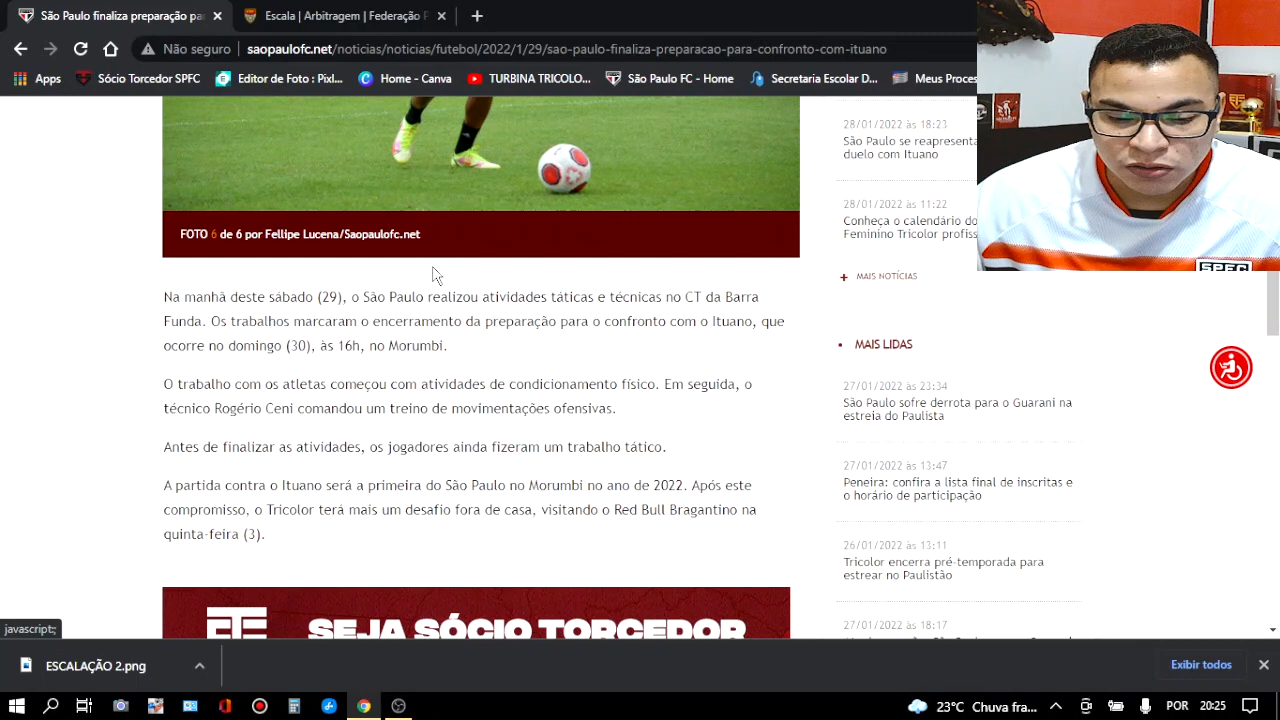 São Paulo finaliza preparação pa
Escala | Arbitragem | Federação P
Não seguro
saopaulofc.net/noticias/noticias/futebol/2022/1/29/sao-paulo-finaliza-preparacao-para-confronto-com-ituano
Apps
Sócio Torcedor SPFC
Editor de Foto : Pixl...
Home - Canva
TURBINA TRICOLO...
São Paulo FC - Home
Secretaria Escolar D...
Meus Proces
FOTO 6 de 6 por Fellipe Lucena/Saopaulofc.net
Na manhã deste sábado (29), o São Paulo realizou atividades táticas e técnicas no CT da Barra
Funda. Os trabalhos marcaram o encerramento da preparação para o confronto com o Ituano, que
ocorre no domingo (30), às 16h, no Morumbi.
O trabalho com os atletas começou com atividades de condicionamento físico. Em seguida, o
técnico Rogério Ceni comandou um treino de movimentações ofensivas.
Antes de finalizar as atividades, os jogadores ainda fizeram um trabalho tático.
A partida contra o Ituano será a primeira do São Paulo no Morumbi no ano de 2022. Após este
compromisso, o Tricolor terá mais um desafio fora de casa, visitando o Red Bull Bragantino na
quinta-feira (3).
SEJA SÓCIO TORCEDOR
28/01/2022 às 18:23
São Paulo se reapresenta
duelo com Ituano
28/01/2022 às 11:22
Conheça o calendário do
Feminino Tricolor profiss
MAIS NOTÍCIAS
MAIS LIDAS
27/01/2022 às 23:34
São Paulo sofre derrota para o Guarani na
estreia do Paulista
27/01/2022 às 13:47
Peneira: confira a lista final de inscritas e
o horário de participação
26/01/2022 às 13:11
Tricolor encerra pré-temporada para
estrear no Paulistão
27/01/2022 às 18:17
SPFC
javascript:;
ESCALAÇÃO 2.png
Exibir todos
23°C Chuva fra...
POR
20:25